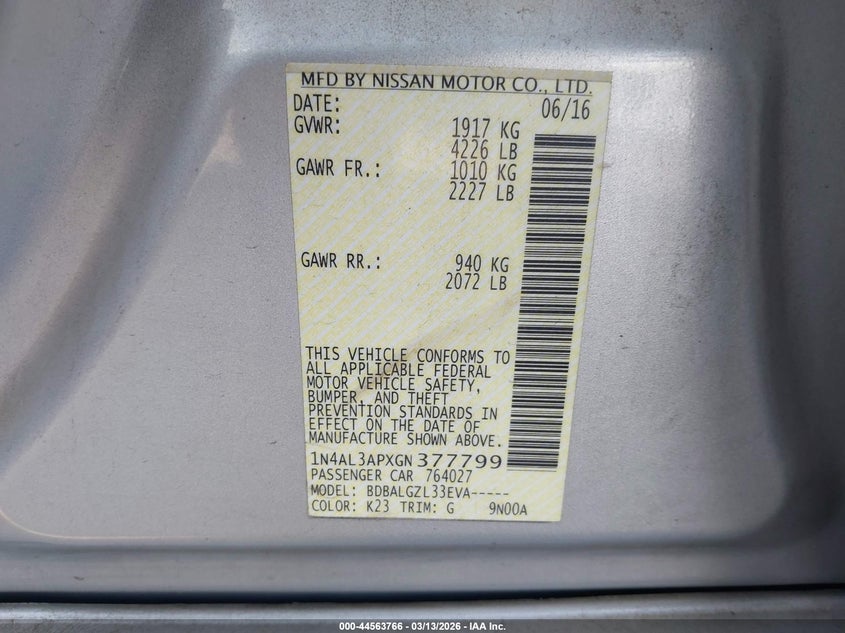 MFD BY NISSAN MOTOR CO., LTD.
DATE: 06/16
GVWR: 1917 KG
4226 LB
GAWR FR.: 1010 KG
2227 LB
GAWR RR.: 940 KG
2072 LB
THIS VEHICLE CONFORMS TO
ALL APPLICABLE FEDERAL
MOTOR VEHICLE SAFETY,
BUMPER, AND THEFT
PREVENTION STANDARDS IN
EFFECT ON THE DATE OF
MANUFACTURE SHOWN ABOVE.
1N4AL3APXGN377799
PASSENGER CAR 764027
MODEL: BDBALGZL33EVA-----
COLOR: K23 TRIM: G 9N00A
000-44563766 - 03/13/2026 - IAA Inc.